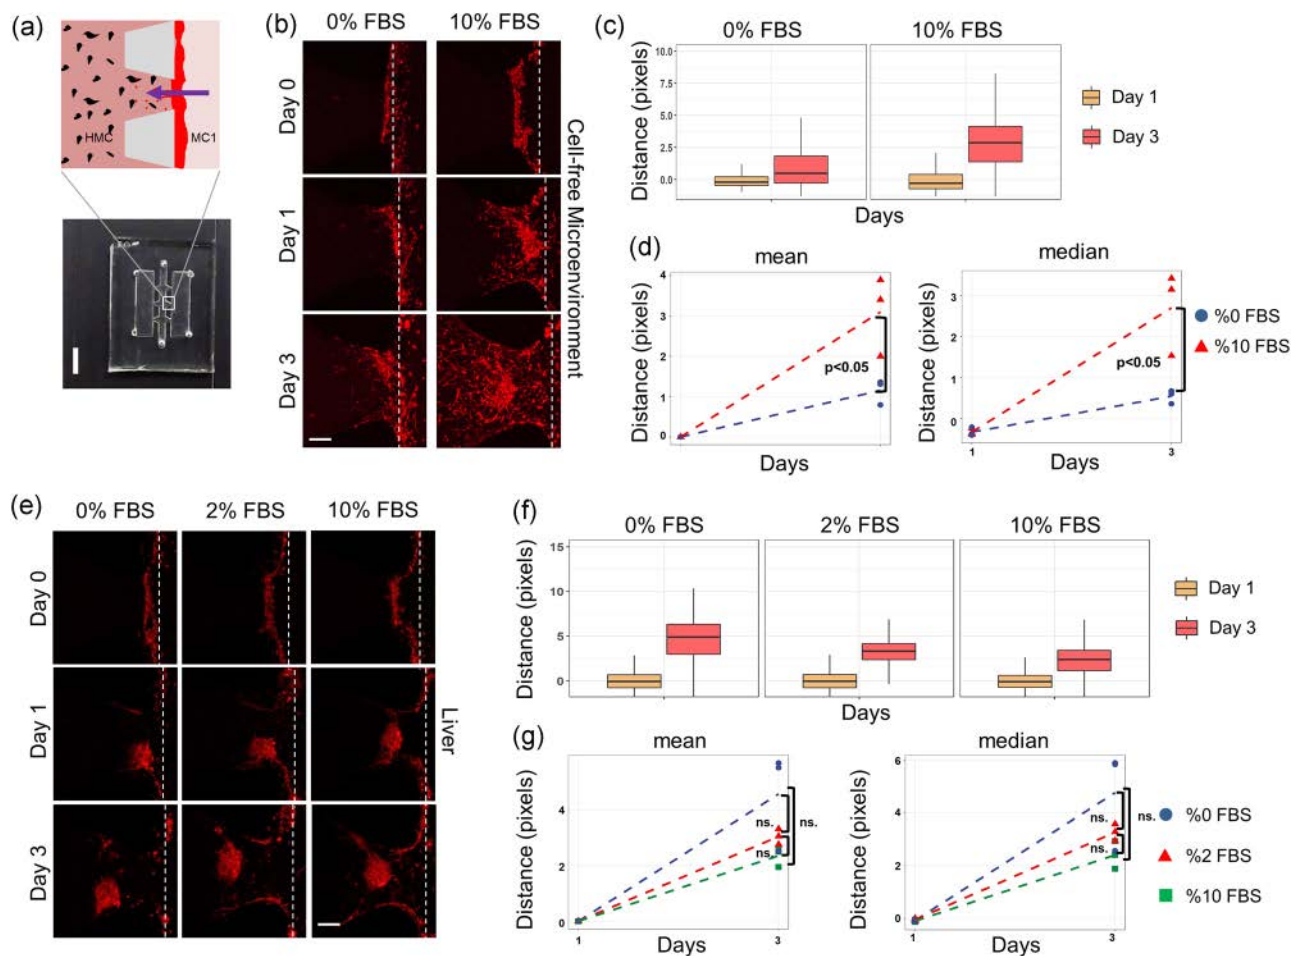 (a)
HMC
MC1
(b)
0% FBS
10% FBS
Day 0
Day 1
Day 3
Cell-free Microenvironment
(c)
0% FBS
10% FBS
Distance (pixels)
10.0
7.5
5.0
2.5
0.0
Days
Day 1
Day 3
(d)
mean
Distance (pixels)
4
3
2
1
0
p<0.05
Days
median
Distance (pixels)
3
2
1
0
p<0.05
1
3
Days
%0 FBS
%10 FBS
(e)
0% FBS
2% FBS
10% FBS
Day 0
Day 1
Day 3
Liver
(f)
0% FBS
2% FBS
10% FBS
Distance (pixels)
15
10
5
0
Days
Day 1
Day 3
(g)
mean
Distance (pixels)
4
2
0
ns.
ns.
ns.
1
3
Days
median
Distance (pixels)
6
4
2
0
ns.
ns.
ns.
1
3
Days
%0 FBS
%2 FBS
%10 FBS